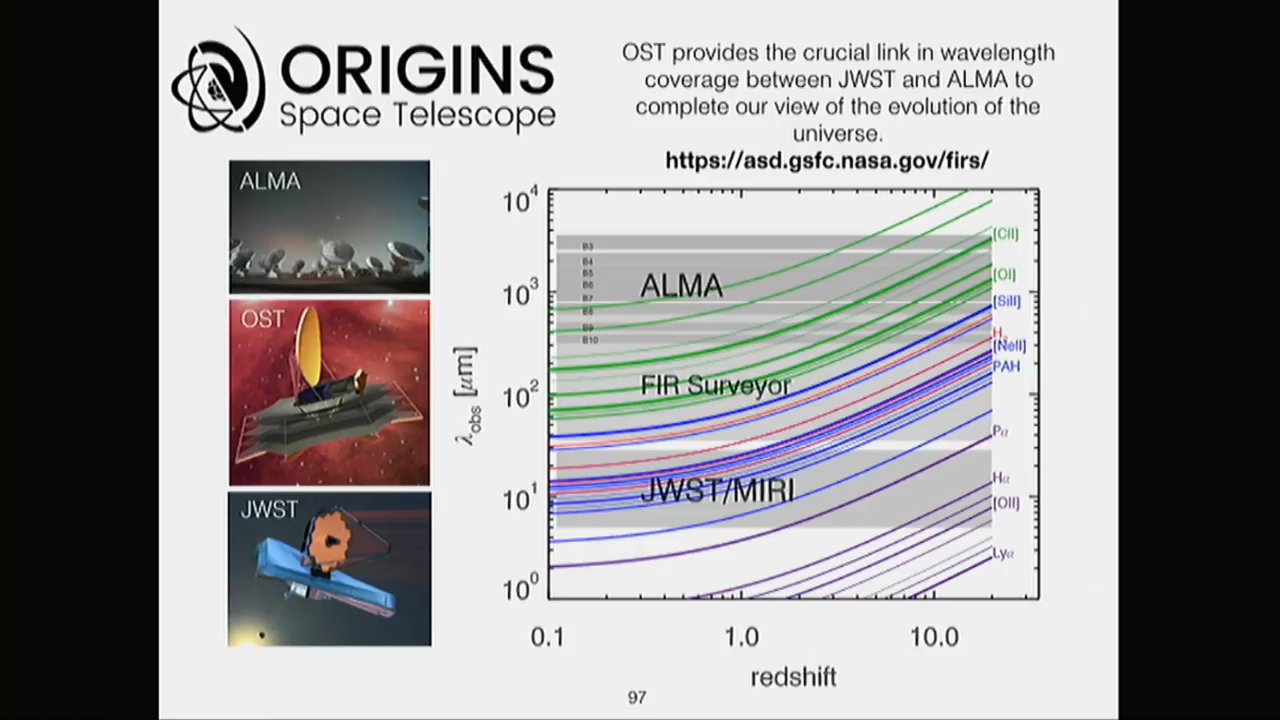 ORIGINS
Space Telescope
OST provides the crucial link in wavelength
coverage between JWST and ALMA to
complete our view of the evolution of the
universe.
https://asd.gsfc.nasa.gov/firs/
ALMA
OST
JWST
λobs [μm]
10⁴
10³
10²
10¹
10⁰
B3
B4
B5
B6
B7
B8
B9
B10
ALMA
FIR Surveyor
JWST/MIRI
[CII]
[OI]
[SiII]
[NeII]
PAH
Pα
Hα
[OII]
Lyα
0.1
1.0
10.0
redshift
97